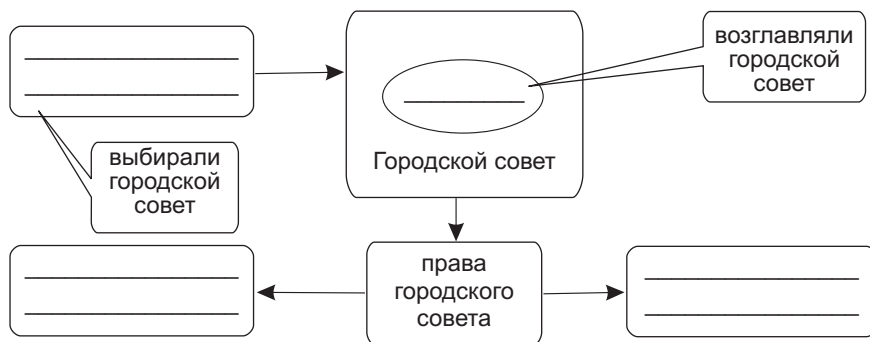 возглавляли
городской
совет
Городской совет
выбирали
городской
совет
права
городского
совета